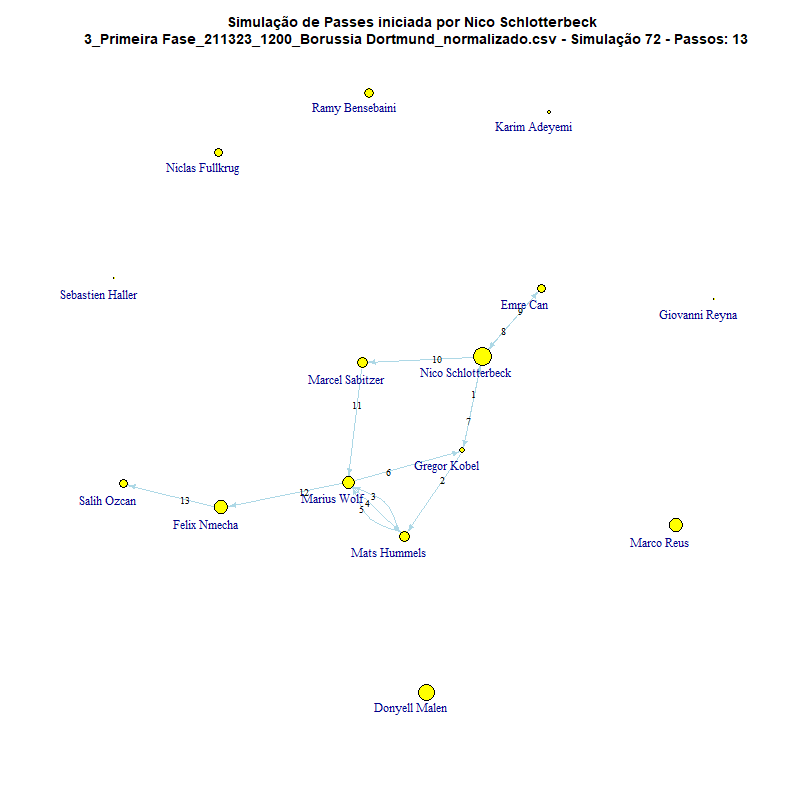 Simulação de Passes iniciada por Nico Schlotterbeck
3_Primeira Fase_211323_1200_Borussia Dortmund_normalizado.csv - Simulação 72 - Passos: 13
Ramy Bensebaini
Karim Adeyemi
Niclas Fullkrug
Sebastien Haller
Emre Can
Giovanni Reyna
9
8
10
Nico Schlotterbeck
Marcel Sabitzer
1
11
7
Gregor Kobel
6
2
12
Marius Wolf
3
4
5
13
Salih Ozcan
Felix Nmecha
Marco Reus
Mats Hummels
Donyell Malen